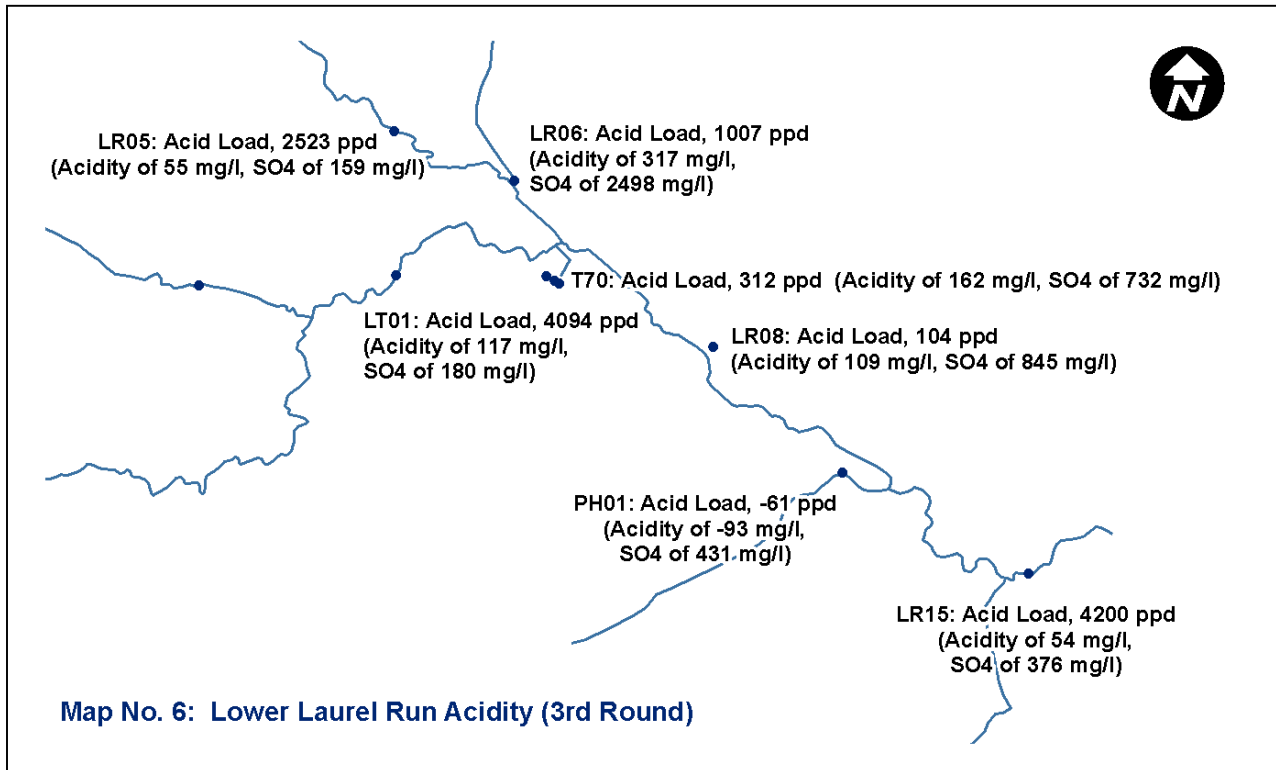 N
LR05: Acid Load, 2523 ppd
(Acidity of 55 mg/l, SO4 of 159 mg/l)
LR06: Acid Load, 1007 ppd
(Acidity of 317 mg/l,
SO4 of 2498 mg/l)
T70: Acid Load, 312 ppd  (Acidity of 162 mg/l, SO4 of 732 mg/l)
LT01: Acid Load, 4094 ppd
(Acidity of 117 mg/l,
SO4 of 180 mg/l)
LR08: Acid Load, 104 ppd
(Acidity of 109 mg/l, SO4 of 845 mg/l)
PH01: Acid Load, -61 ppd
(Acidity of -93 mg/l,
SO4 of 431 mg/l)
LR15: Acid Load, 4200 ppd
(Acidity of 54 mg/l,
SO4 of 376 mg/l)
Map No. 6:  Lower Laurel Run Acidity (3rd Round)